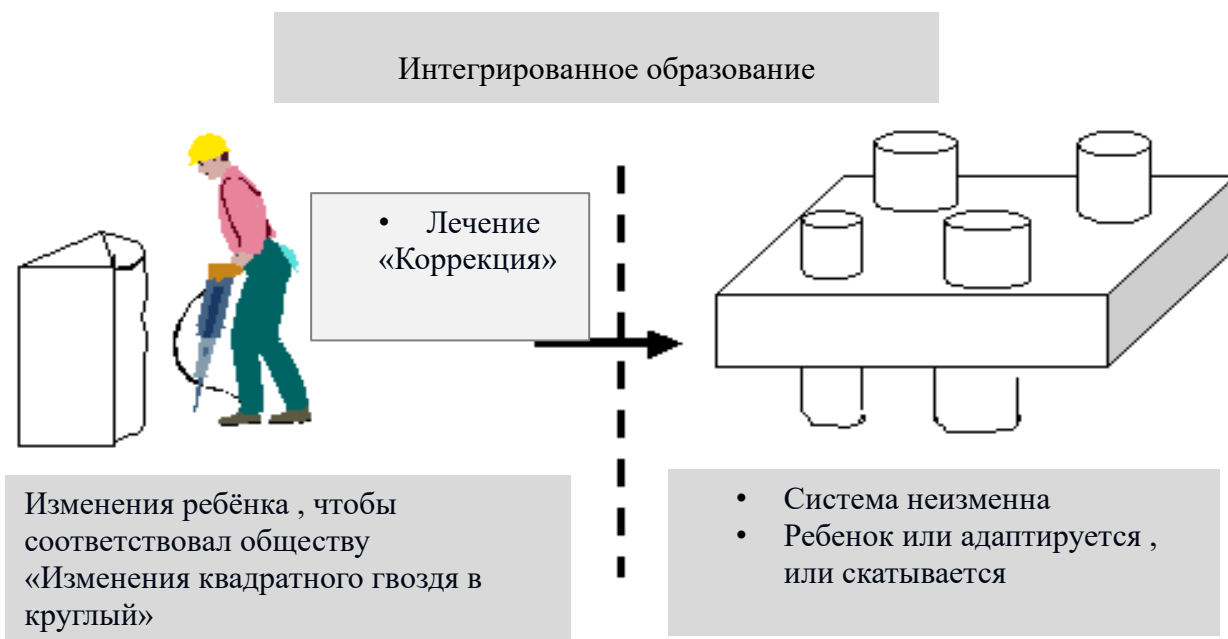 Интегрированное образование
• Лечение
«Коррекция»
Изменения ребёнка , чтобы
соответствовал обществу
«Изменения квадратного гвоздя в
круглый»
• Система неизменна
• Ребенок или адаптируется ,
или скатывается